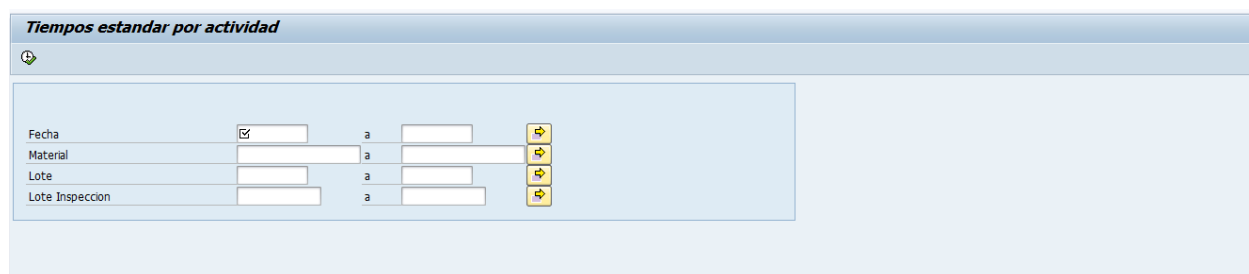 Tiempos estandar por actividad
Fecha a
Material a
Lote a
Lote Inspeccion a